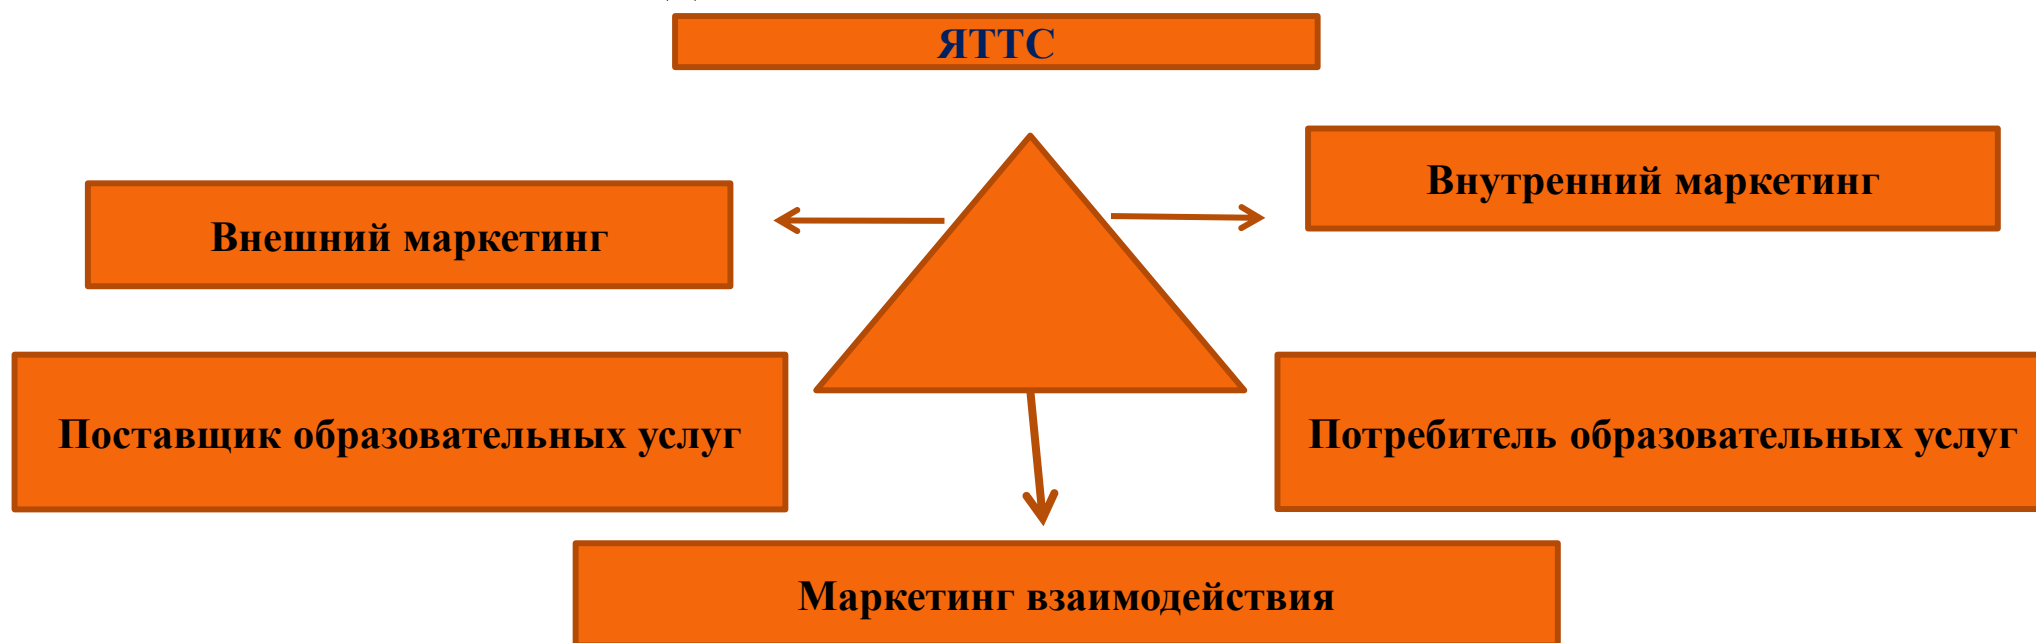 ЯТТС
Внутренний маркетинг
Внешний маркетинг
Поставщик образовательных услуг
Потребитель образовательных услуг
Маркетинг взаимодействия